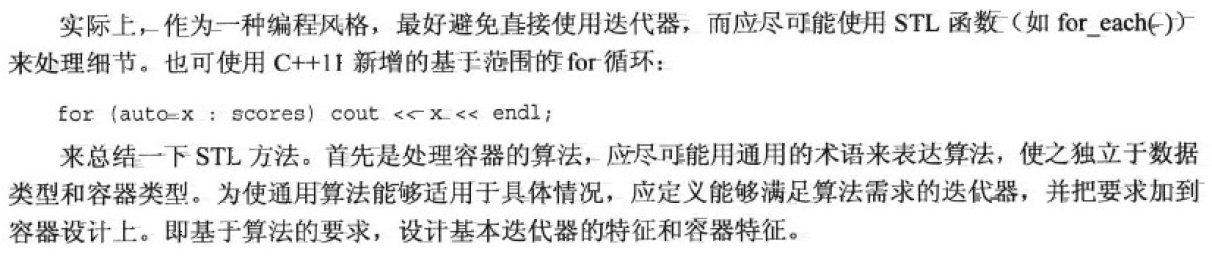 实际上，作为一种编程风格，最好避免直接使用迭代器，而应尽可能使用 STL 函数（如 for_each()）
来处理细节。也可使用 C++11 新增的基于范围的 for 循环：
for (auto x : scores) cout << x << endl;
来总结一下 STL 方法。首先是处理容器的算法，应尽可能用通用的术语来表达算法，使之独立于数据
类型和容器类型。为使通用算法能够适用于具体情况，应定义能够满足算法需求的迭代器，并把要求加到
容器设计上。即基于算法的要求，设计基本迭代器的特征和容器特征。